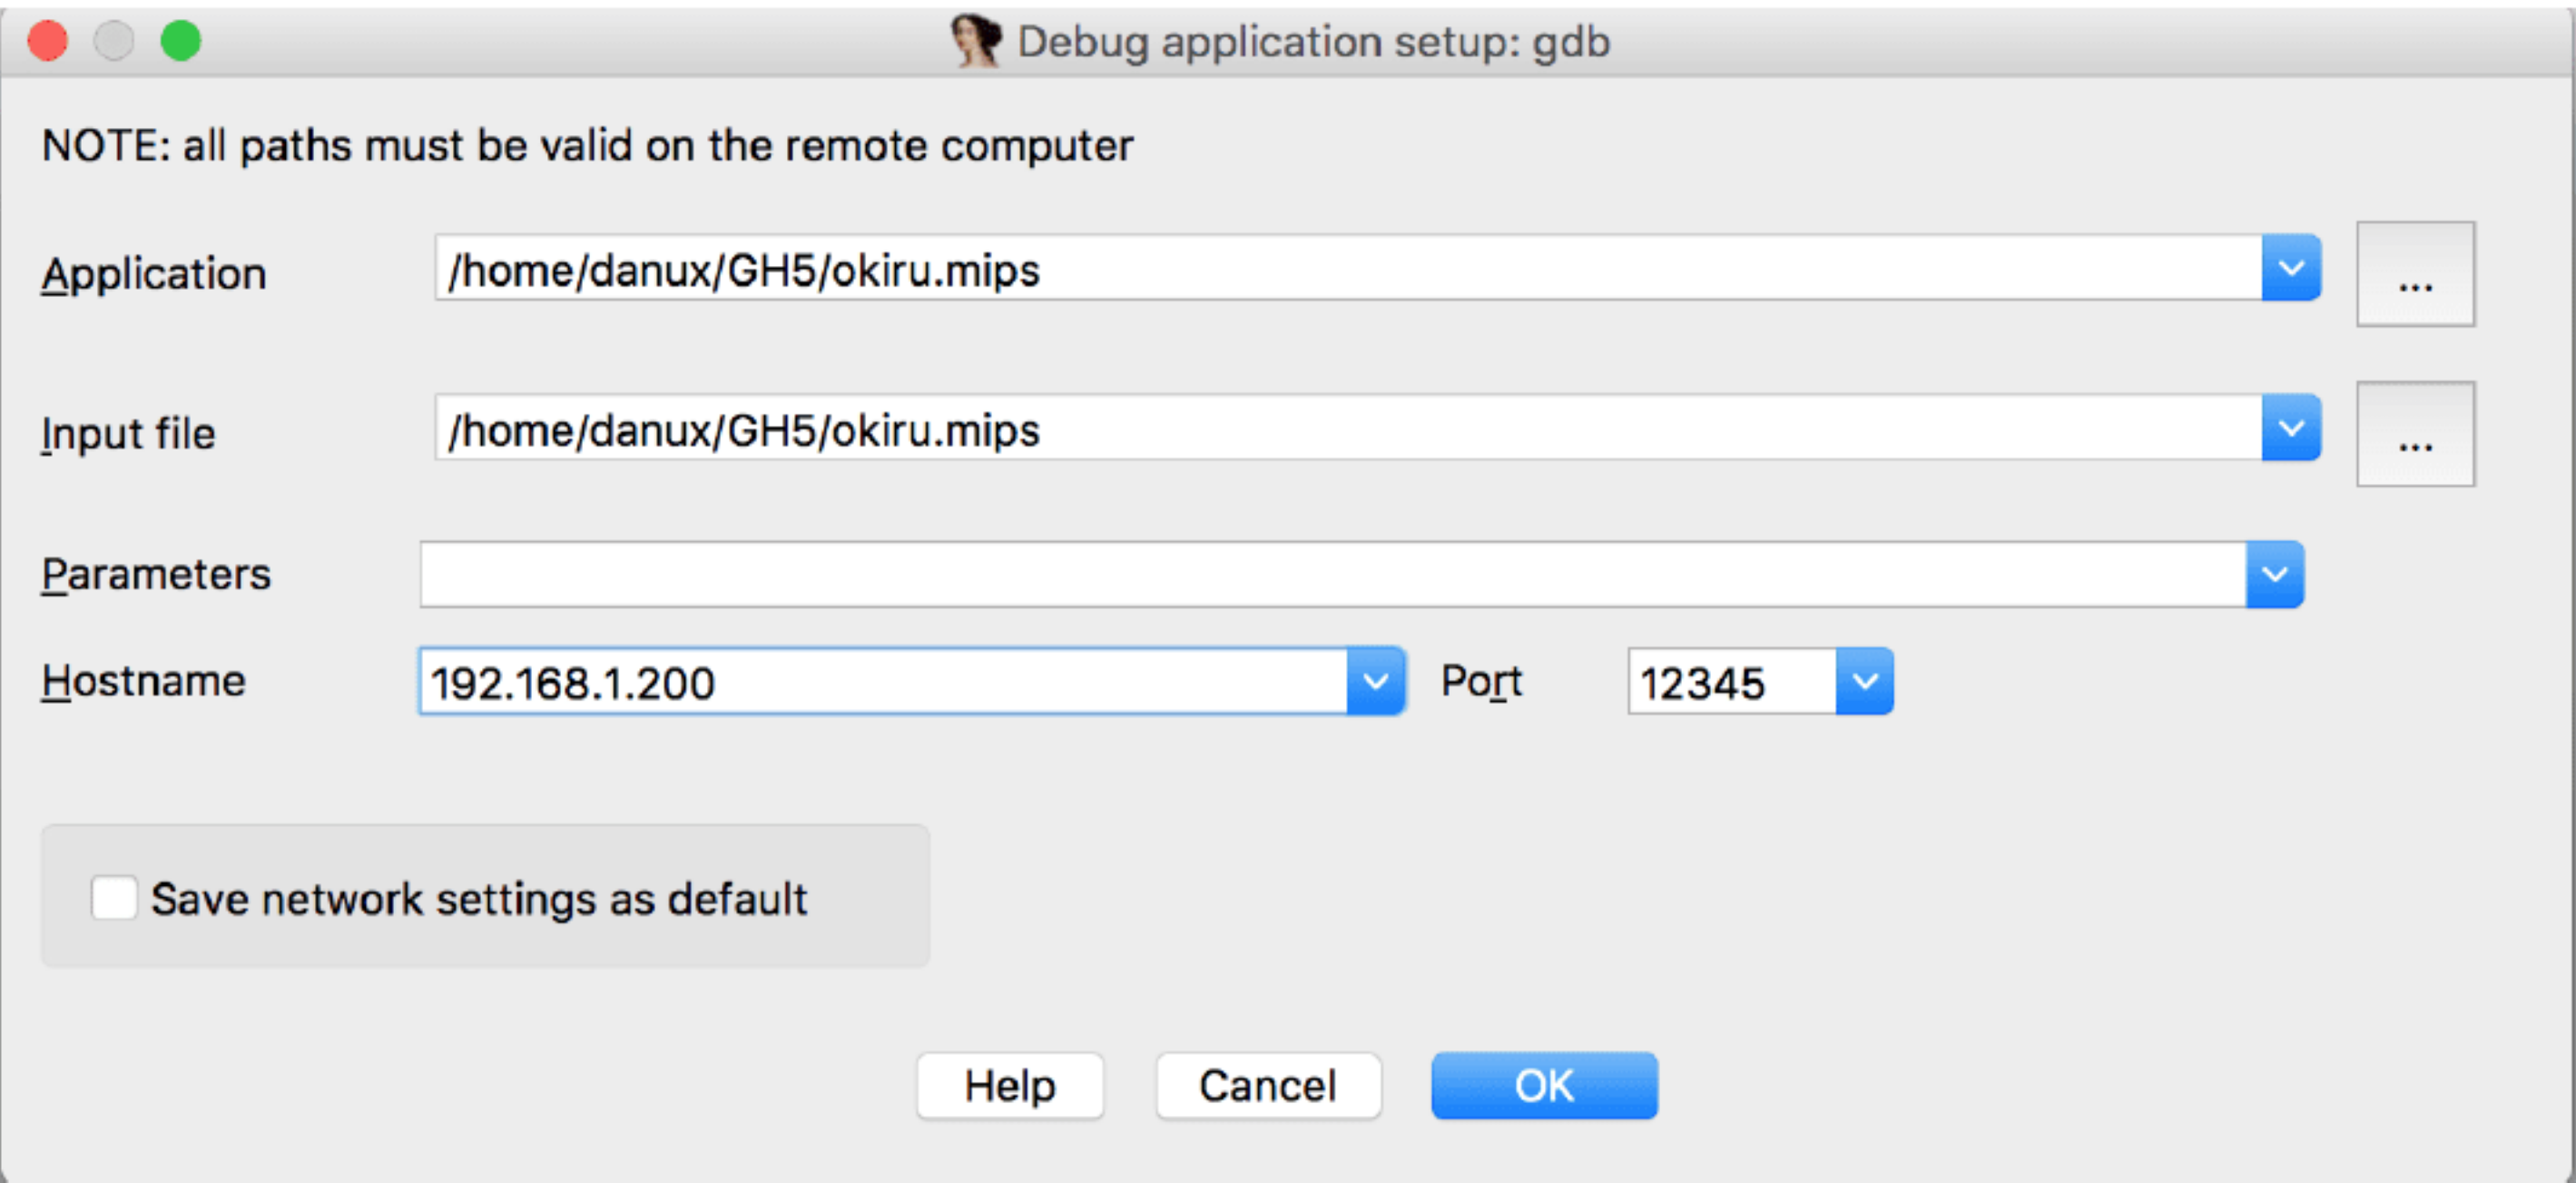 Debug application setup: gdb
NOTE: all paths must be valid on the remote computer
Application /home/danux/GH5/okiru.mips ...
Input file /home/danux/GH5/okiru.mips ...
Parameters
Hostname 192.168.1.200 Port 12345
Save network settings as default
Help Cancel OK